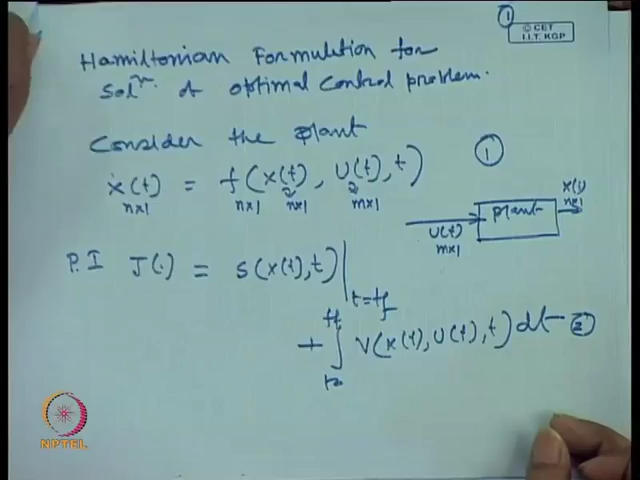 ①
© CET
I.I.T. KGP
Hamiltonian Formulation for
Solⁿ. of optimal control problem.
Consider the plant
ẋ(t) = f(x(t), u(t), t) ①
n×1 n×1 n×1 m×1
plant
x(t)
n×1
u(t)
m×1
P.I J(.) = S(x(t), t)|
t=tf
+ ∫ V(x(t), u(t), t) dt — ②
tf
t0
NPTEL